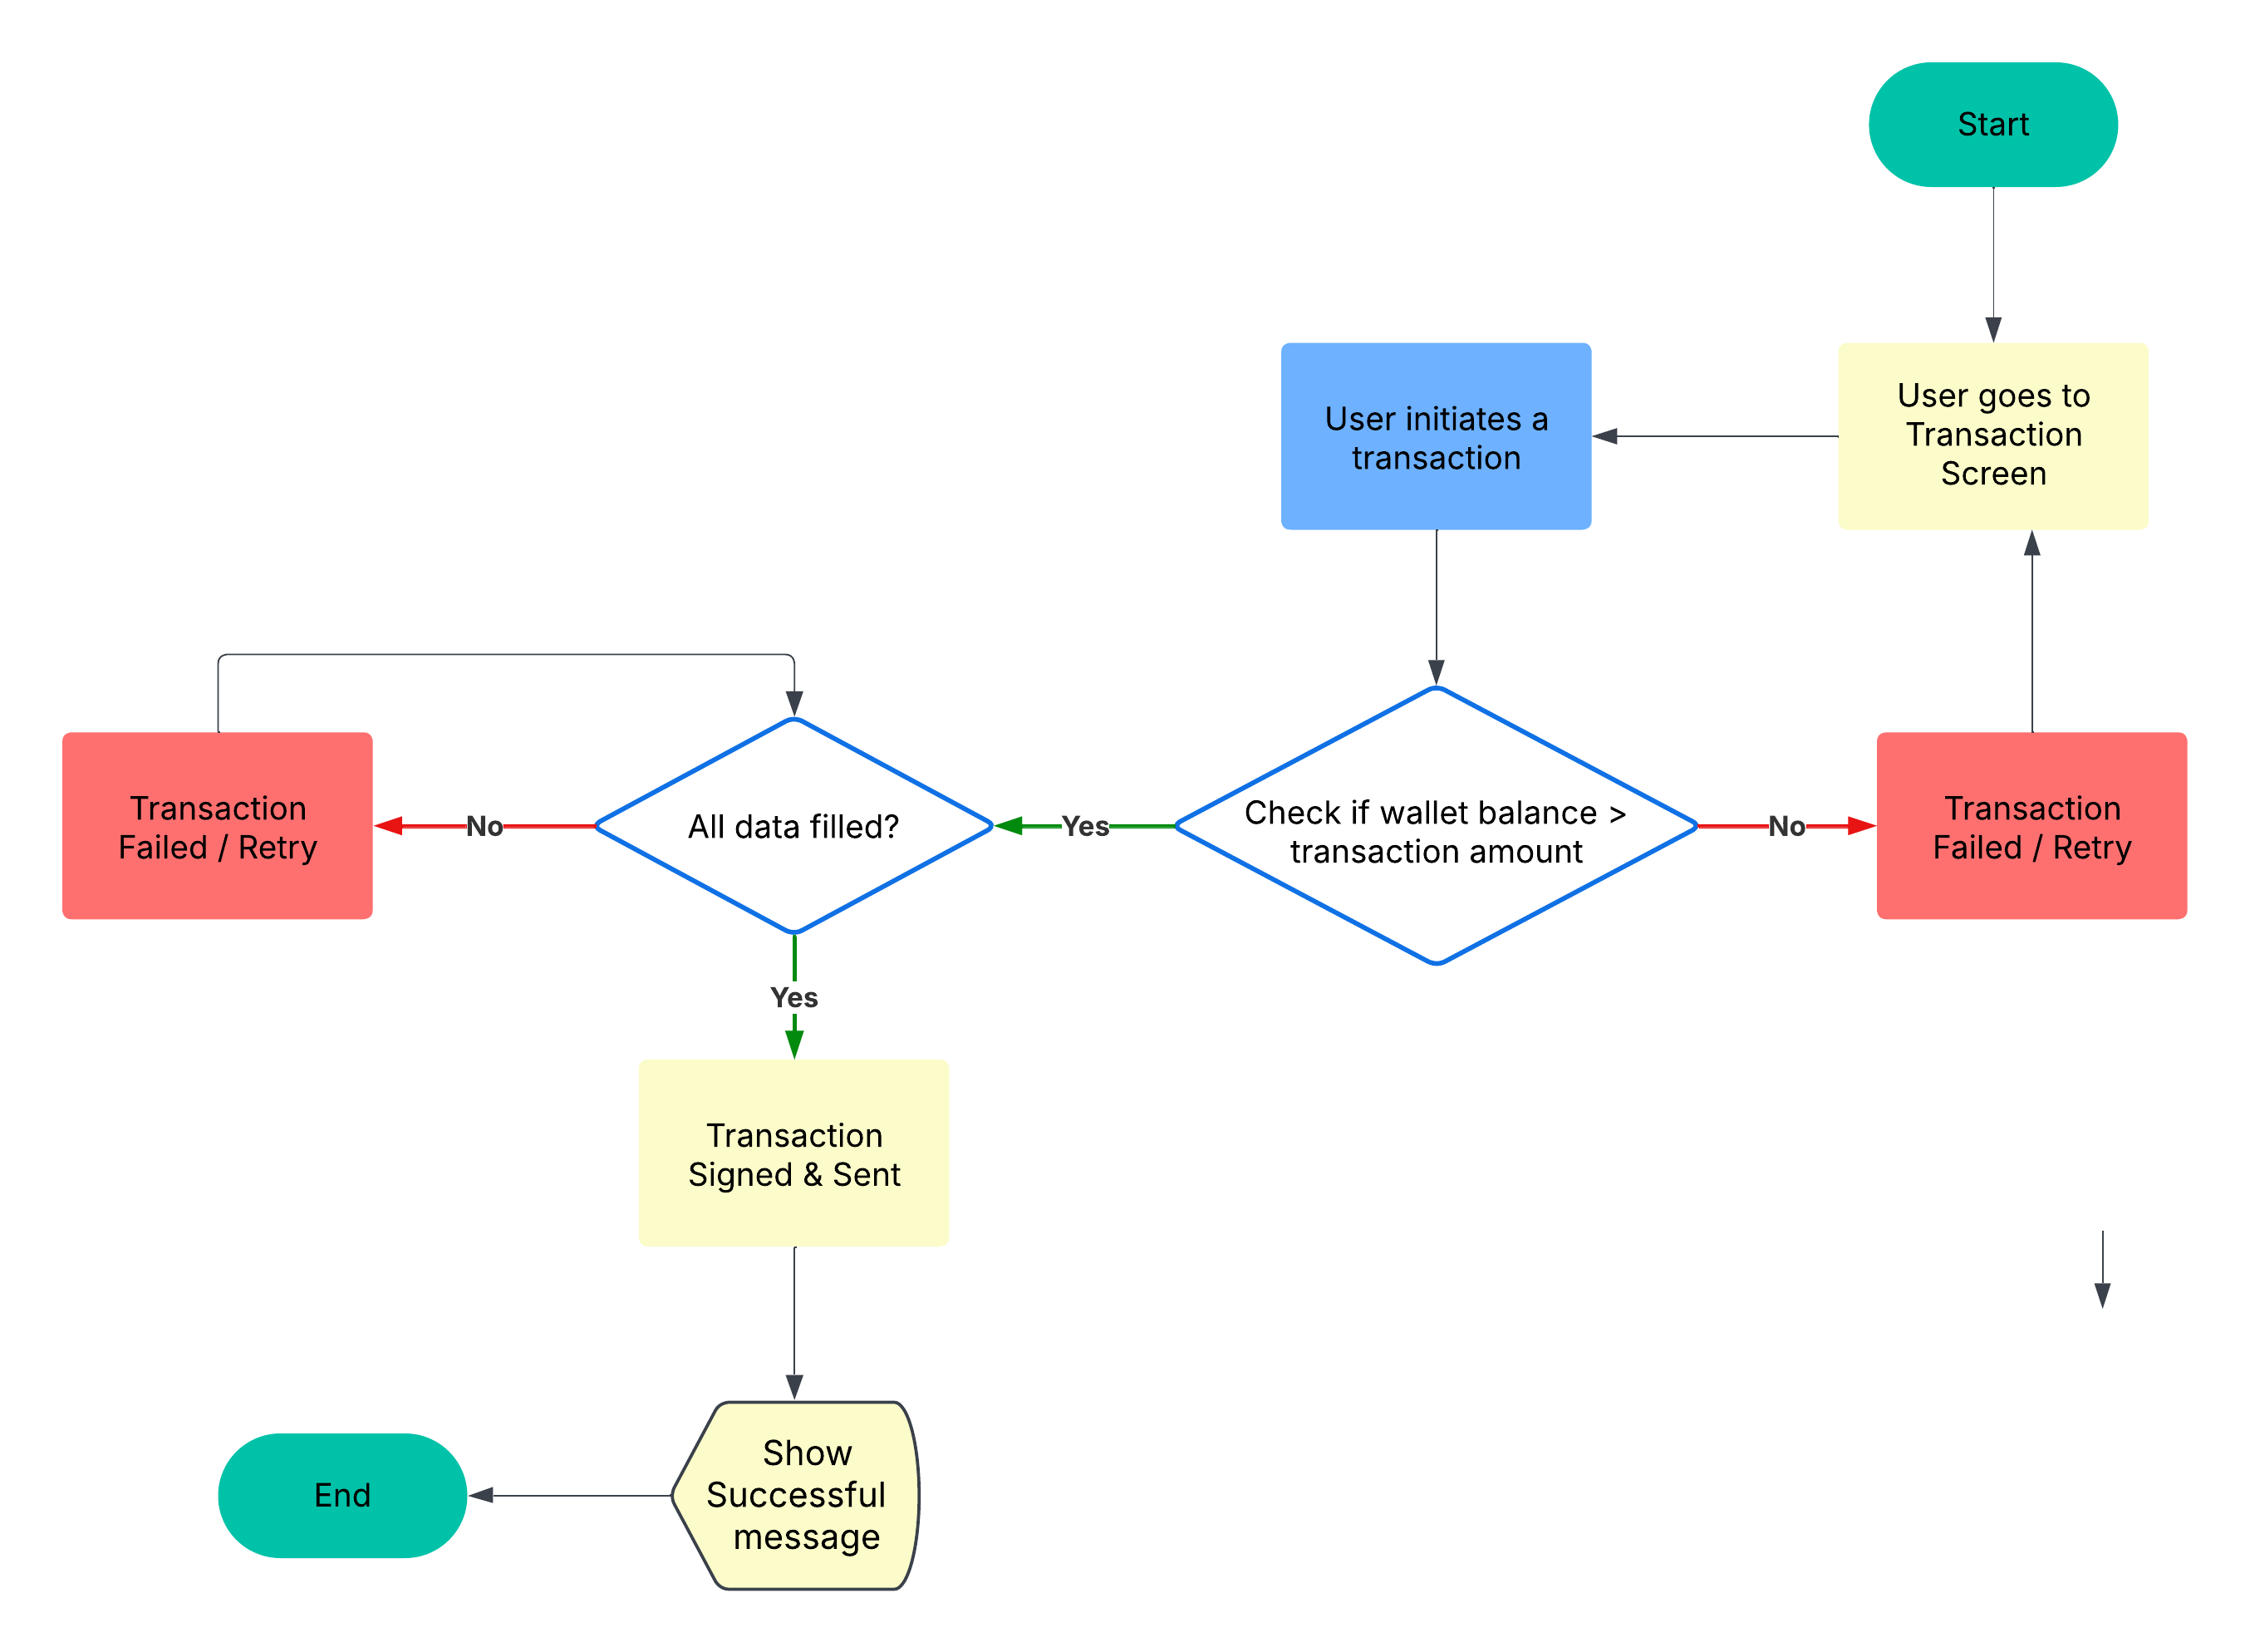 Start
User goes to
Transaction
Screen
User initiates a
transaction
Check if wallet balance >
transaction amount
No
Transaction
Failed / Retry
Yes
All data filled?
No
Transaction
Failed / Retry
Yes
Transaction
Signed & Sent
Show
Successful
message
End